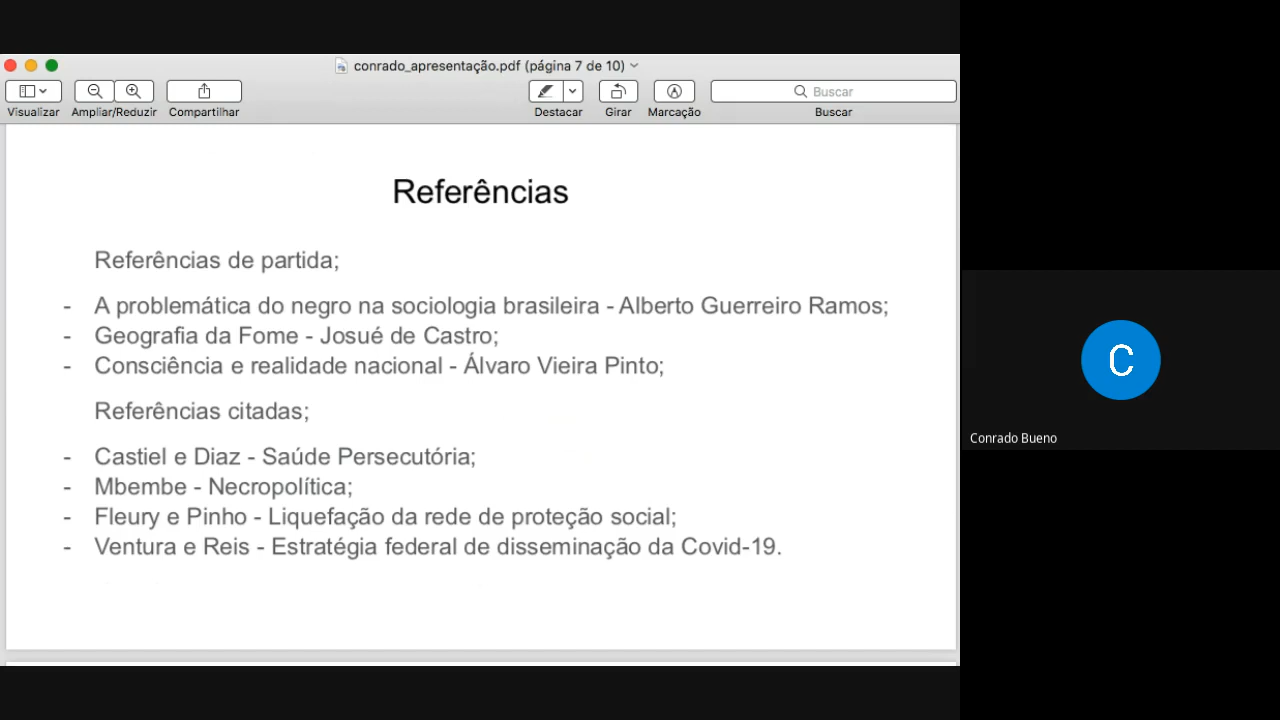 conrado_apresentação.pdf (página 7 de 10)
Buscar
Visualizar
Ampliar/Reduzir
Compartilhar
Destacar
Girar
Marcação
Buscar
Referências
Referências de partida;
- A problemática do negro na sociologia brasileira - Alberto Guerreiro Ramos;
- Geografia da Fome - Josué de Castro;
- Consciência e realidade nacional - Álvaro Vieira Pinto;
Referências citadas;
- Castiel e Diaz - Saúde Persecutória;
- Mbembe - Necropolítica;
- Fleury e Pinho - Liquefação da rede de proteção social;
- Ventura e Reis - Estratégia federal de disseminação da Covid-19.
C
Conrado Bueno